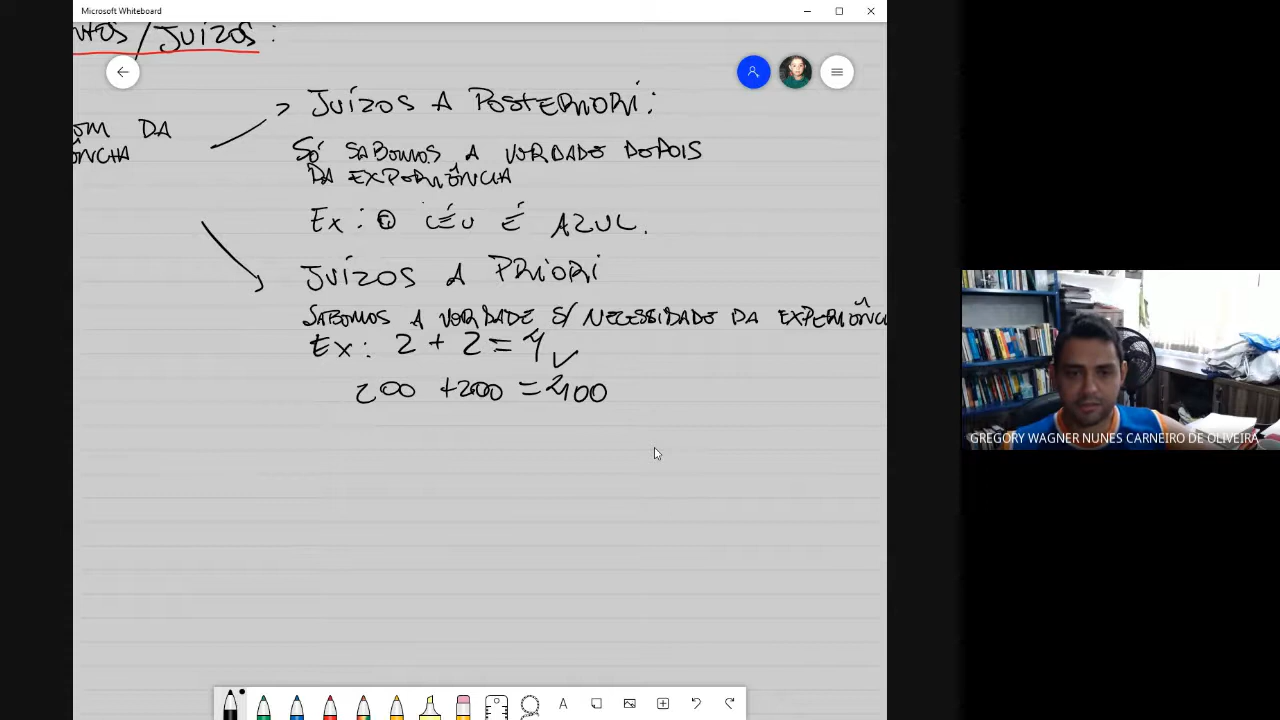 Microsoft Whiteboard
NTOS/JUÍZOS:
JUÍZOS A POSTERIORI:
OM DA
ÊNCIA
SÓ SABEMOS A VERDADE DEPOIS
DA EXPERIÊNCIA
Ex: O CÉU É AZUL.
JUÍZOS A PRIORI
SABEMOS A VERDADE S/ NECESSIDADE DA EXPERIÊNC
Ex: 2 + 2 = 4 ✓
200 + 200 = 400
GREGORY WAGNER NUNES CARNEIRO DE OLIVEIRA